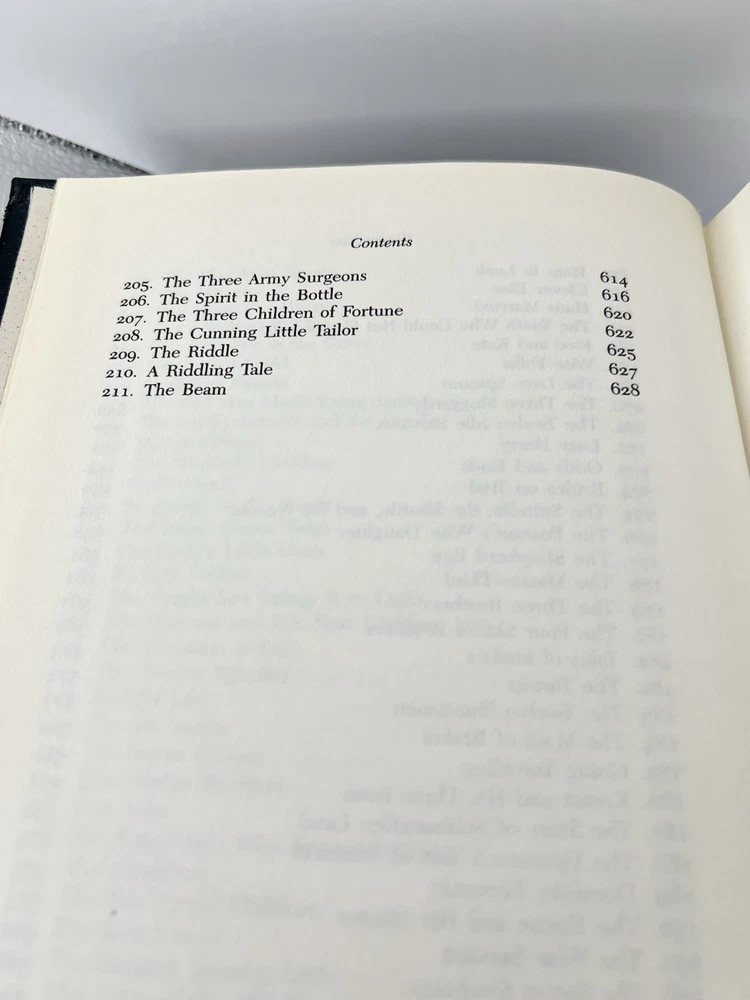 Contents
205. The Three Army Surgeons 614
206. The Spirit in the Bottle 616
207. The Three Children of Fortune 620
208. The Cunning Little Tailor 622
209. The Riddle 625
210. A Riddling Tale 627
211. The Beam 628